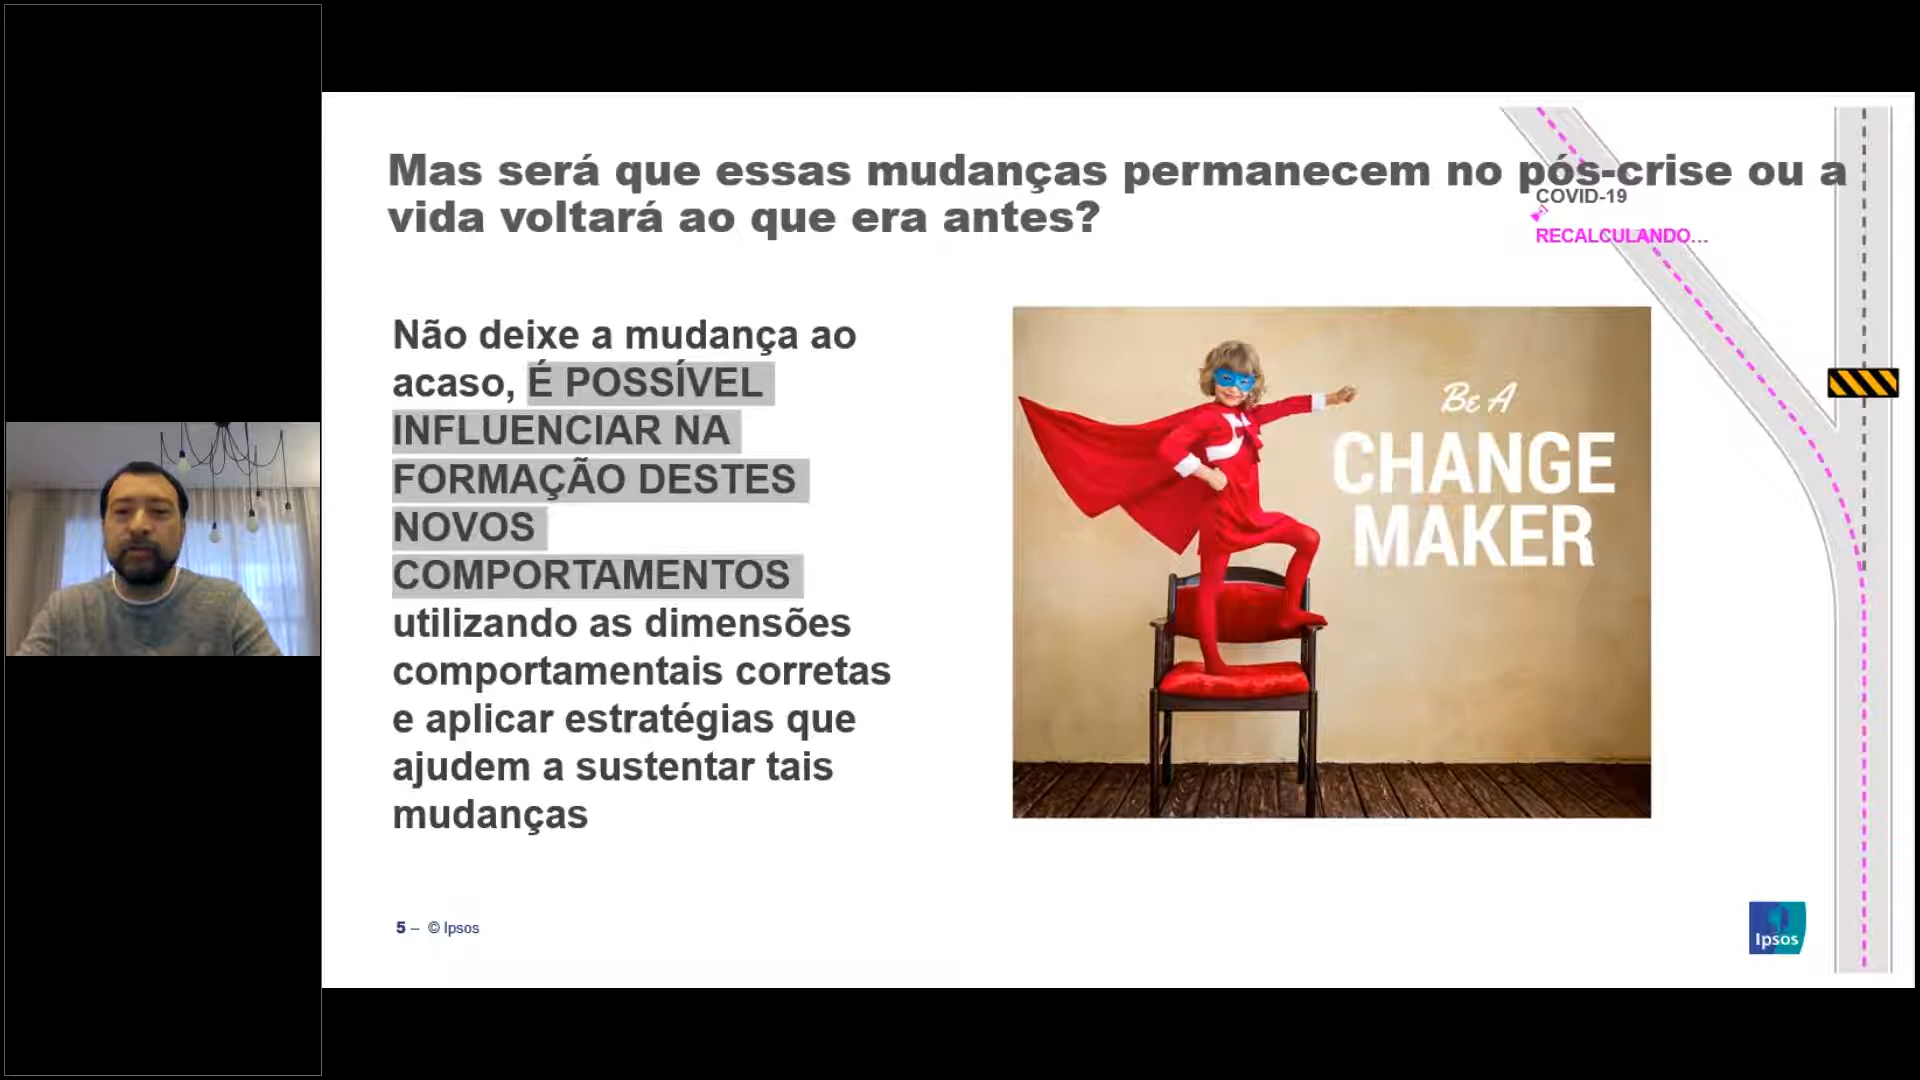 Mas será que essas mudanças permanecem no pós-crise ou a
vida voltará ao que era antes?
COVID-19
RECALCULANDO...
Não deixe a mudança ao
acaso, É POSSÍVEL
INFLUENCIAR NA
FORMAÇÃO DESTES
NOVOS
COMPORTAMENTOS
utilizando as dimensões
comportamentais corretas
e aplicar estratégias que
ajudem a sustentar tais
mudanças
Be A
CHANGE
MAKER
5 – © Ipsos
Ipsos